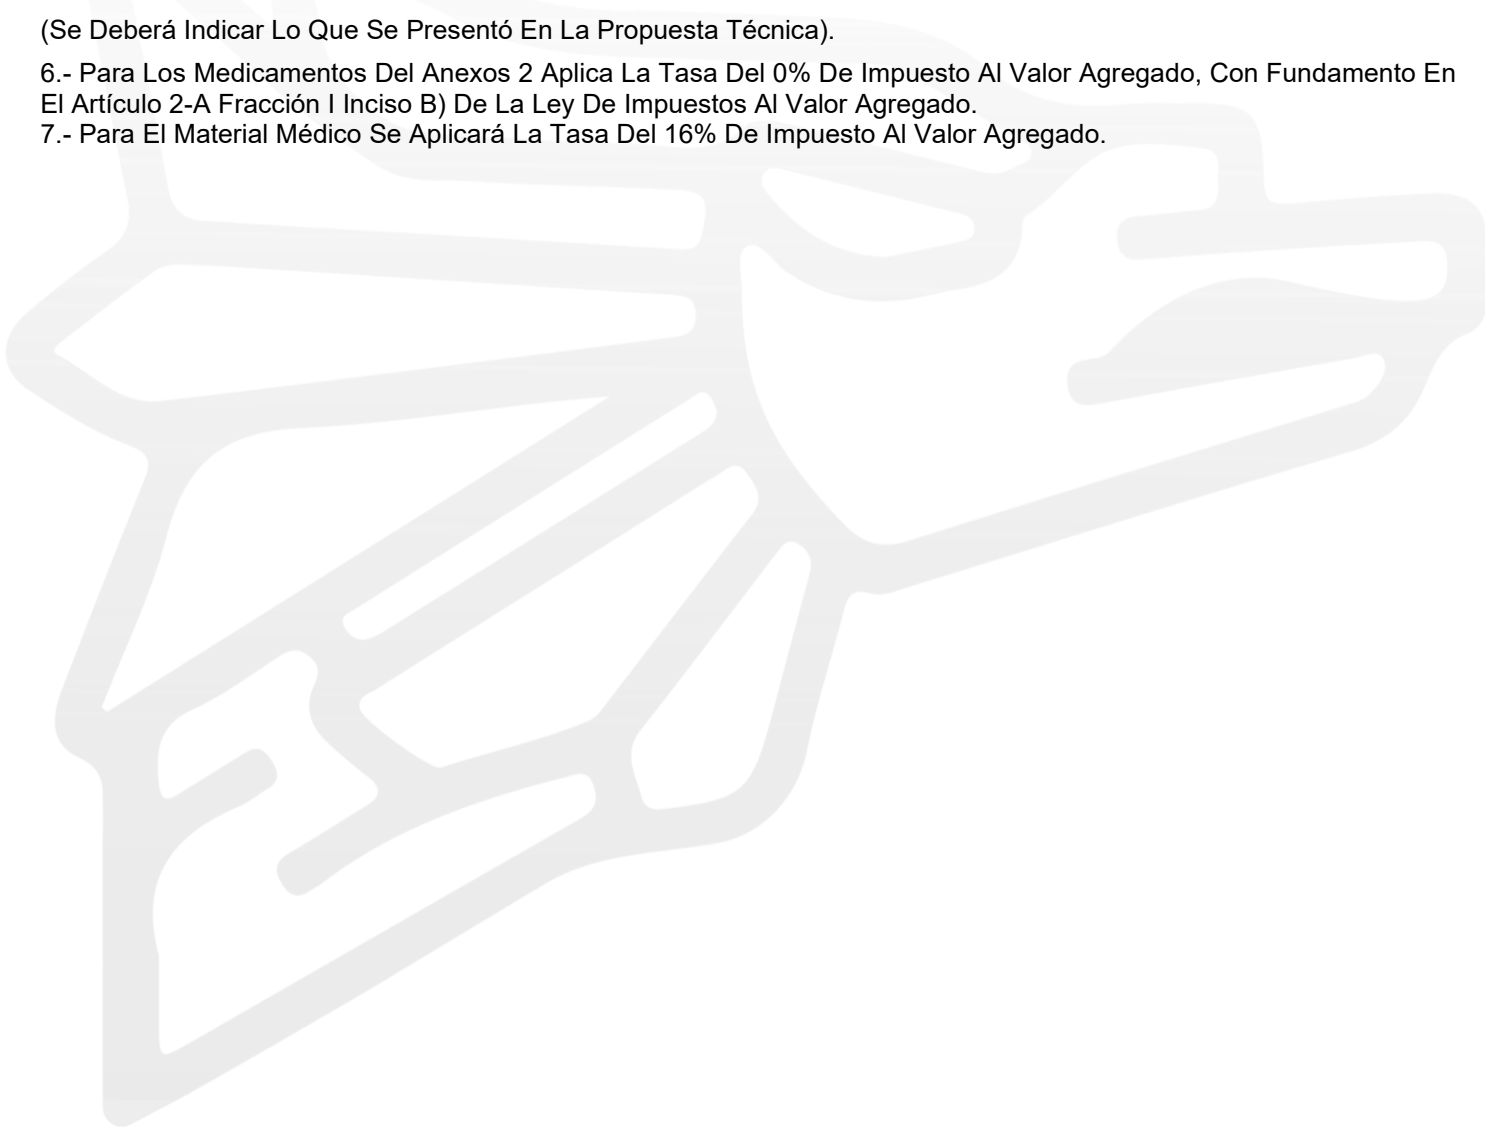 (Se Deberá Indicar Lo Que Se Presentó En La Propuesta Técnica).
6.- Para Los Medicamentos Del Anexos 2 Aplica La Tasa Del 0% De Impuesto Al Valor Agregado, Con Fundamento En
El Artículo 2-A Fracción I Inciso B) De La Ley De Impuestos Al Valor Agregado.
7.- Para El Material Médico Se Aplicará La Tasa Del 16% De Impuesto Al Valor Agregado.